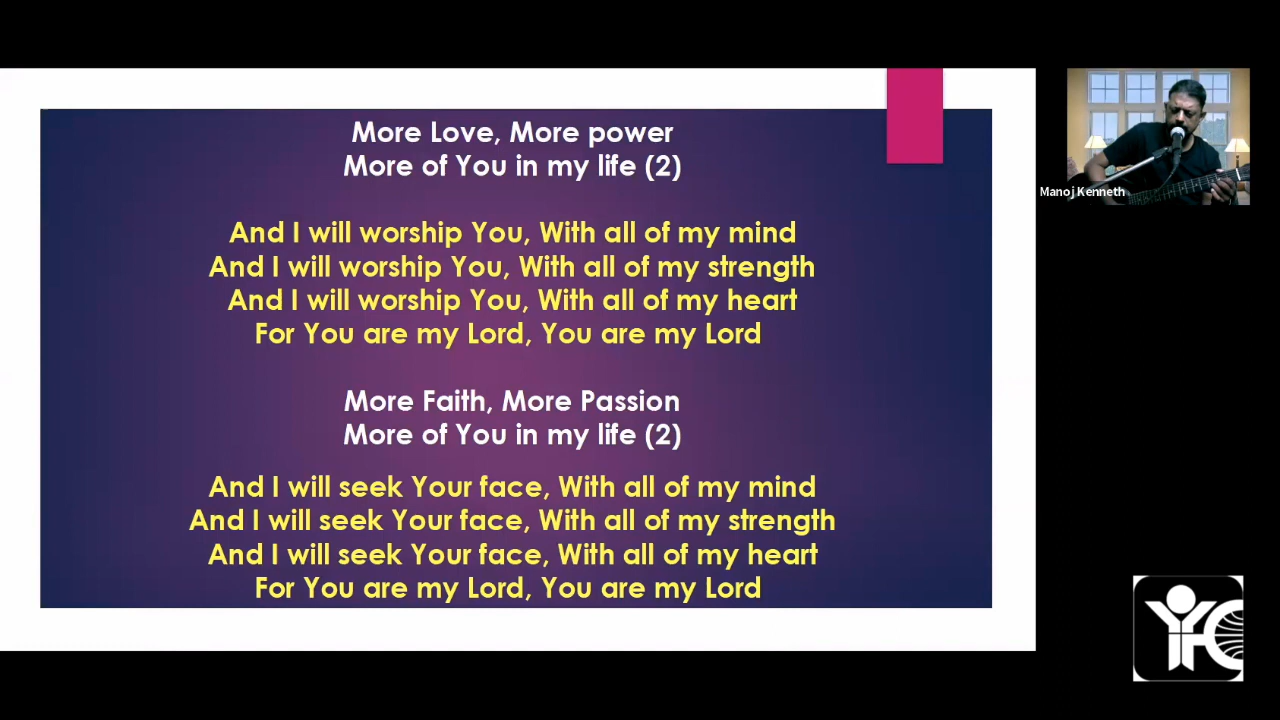 More Love, More power
More of You in my life (2)
And I will worship You, With all of my mind
And I will worship You, With all of my strength
And I will worship You, With all of my heart
For You are my Lord, You are my Lord
More Faith, More Passion
More of You in my life (2)
And I will seek Your face, With all of my mind
And I will seek Your face, With all of my strength
And I will seek Your face, With all of my heart
For You are my Lord, You are my Lord
Manoj Kenneth
YFC